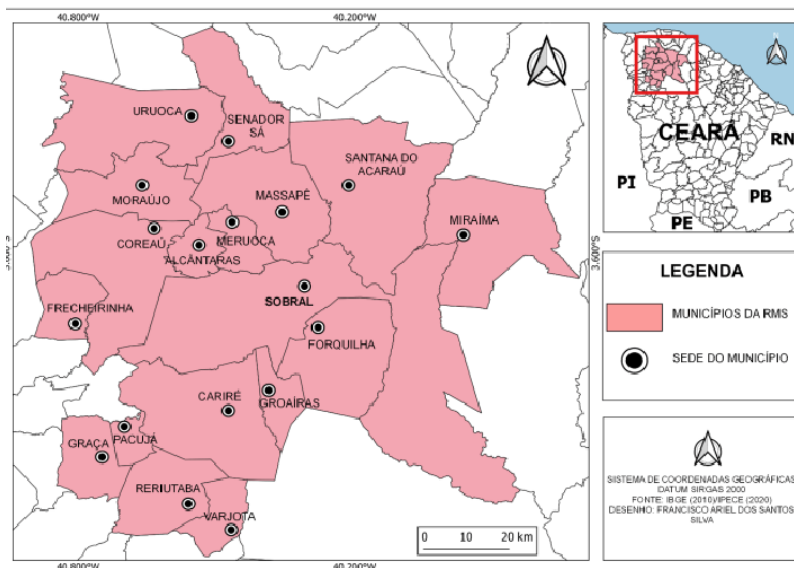 40.800°W
40.200°W
URUOCA
SENADOR
SÁ
SANTANA DO
ACARAÚ
MORAÚJO
MASSAPÊ
MIRAÍMA
COREAÚ
MERUOCA
ALCÂNTARAS
3.600°S
3.600°S
SOBRAL
FRECHEIRINHA
FORQUILHA
CARIRÉ
GROAÍRAS
PACUJÁ
GRAÇA
RERIUTABA
VARJOTA
0 10 20 km
40.800°W
40.200°W
N
CEARÁ
RN
PI
PB
PE
LEGENDA
MUNICÍPIOS DA RMS
SEDE DO MUNICÍPIO
SISTEMA DE COORDENADAS GEOGRÁFICAS
DATUM SIRGAS 2000
FONTE: IBGE (2010)/IPECE (2020)
DESENHO: FRANCISCO ARIEL DOS SANTOS
SILVA